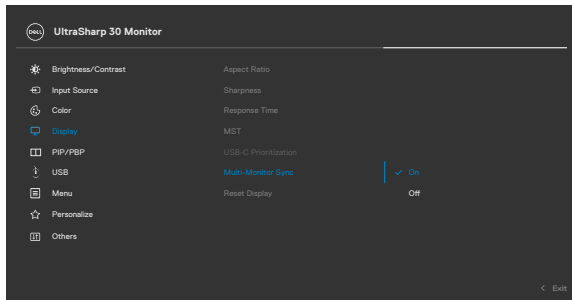 DELL UltraSharp 30 Monitor
Brightness/Contrast Aspect Ratio
Input Source Sharpness
Color Response Time
Display MST
PIP/PBP USB-C Prioritization
USB Multi-Monitor Sync On
Menu Reset Display Off
Personalize
Others
Exit